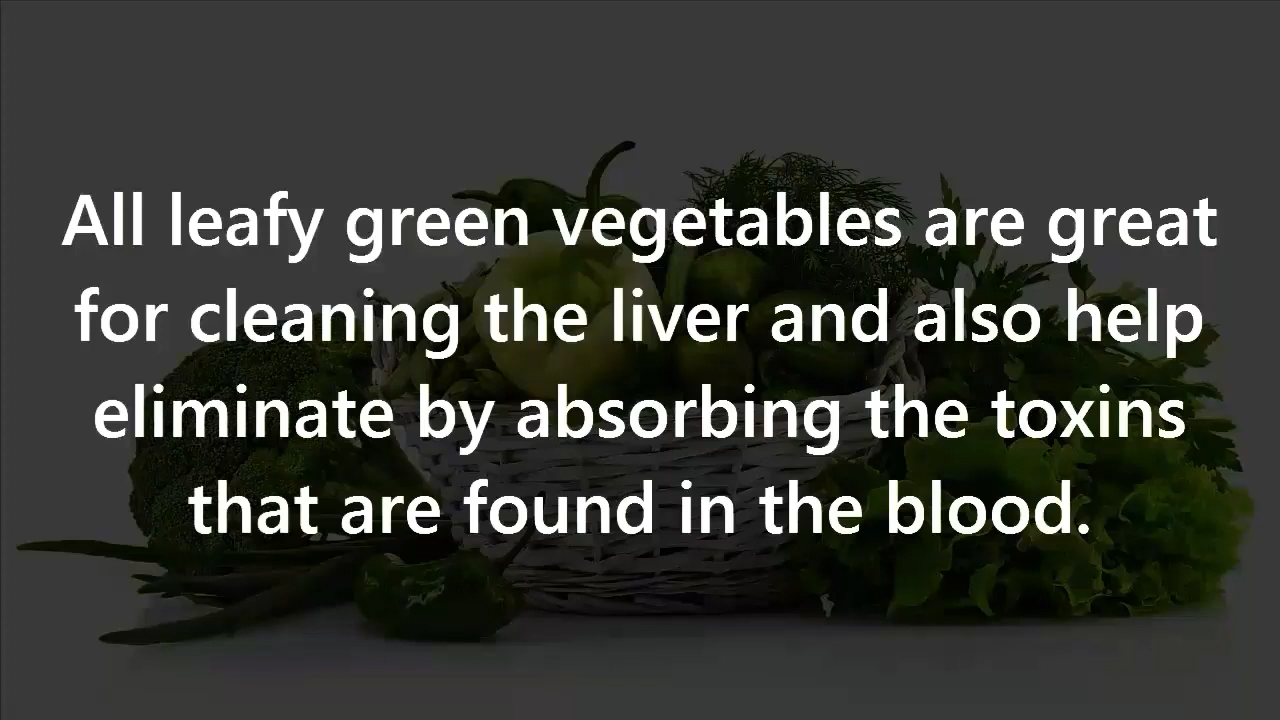 All leafy green vegetables are great
for cleaning the liver and also help
eliminate by absorbing the toxins
that are found in the blood.